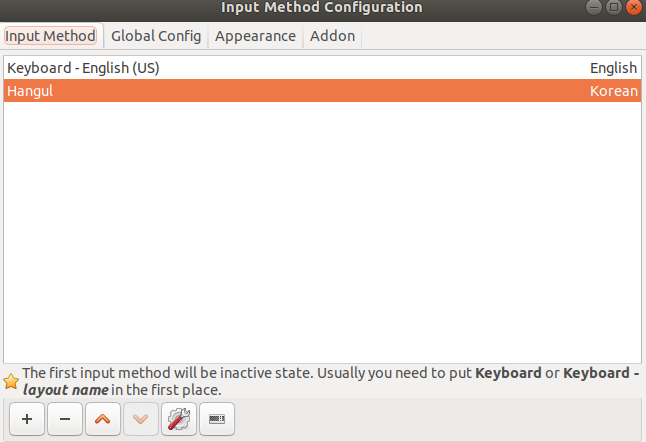 Input Method Configuration
Input Method Global Config Appearance Addon
Keyboard - English (US) English
Hangul Korean
The first input method will be inactive state. Usually you need to put Keyboard or Keyboard -
layout name in the first place.